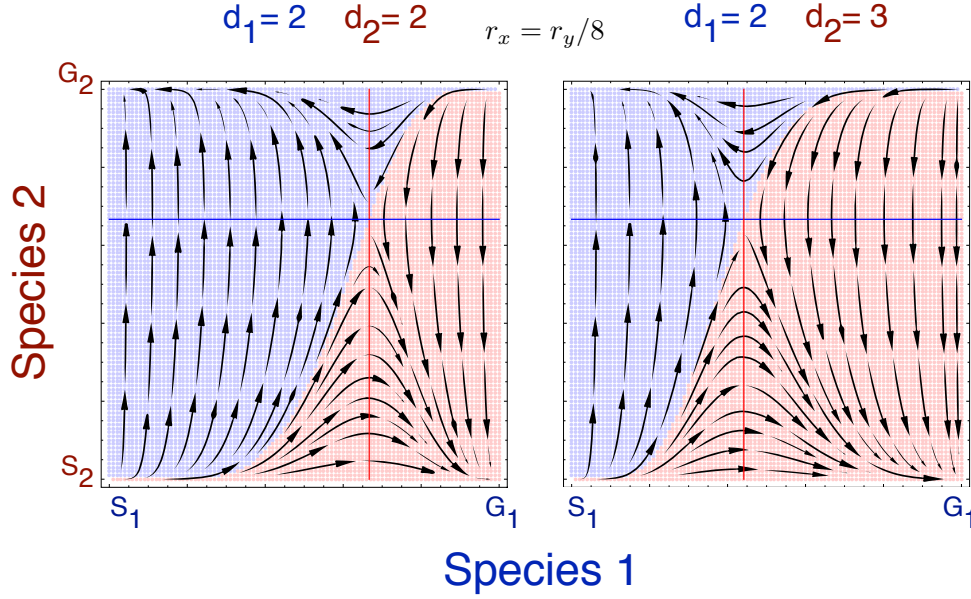 d1 = 2 d2 = 2 rx = ry/8 d1 = 2 d2 = 3
G2
Species 2
S2
S1 G1 S1 G1
Species 1